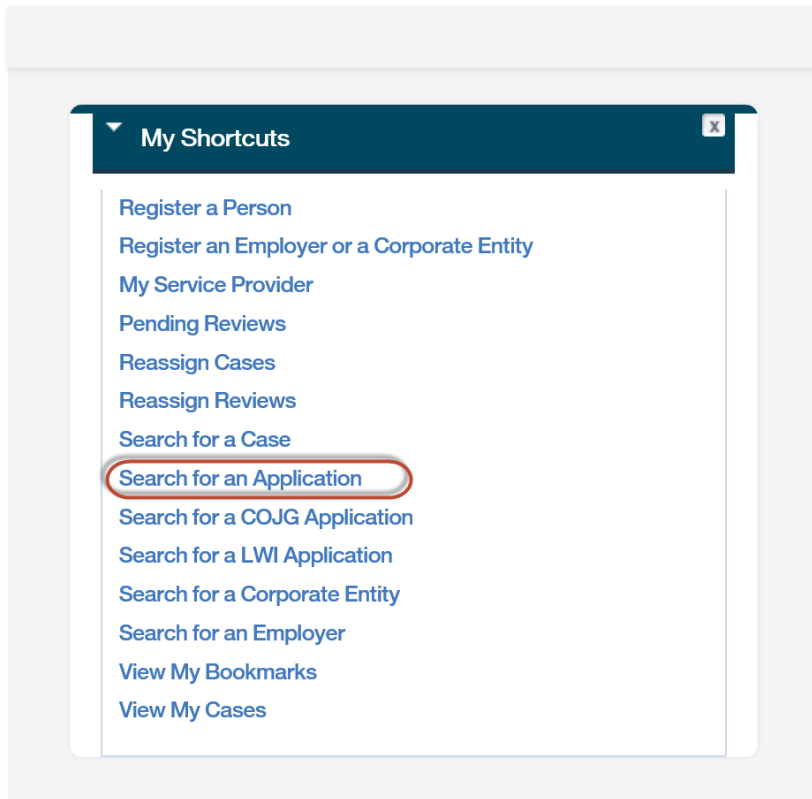 My Shortcuts
x
Register a Person
Register an Employer or a Corporate Entity
My Service Provider
Pending Reviews
Reassign Cases
Reassign Reviews
Search for a Case
Search for an Application
Search for a COJG Application
Search for a LWI Application
Search for a Corporate Entity
Search for an Employer
View My Bookmarks
View My Cases